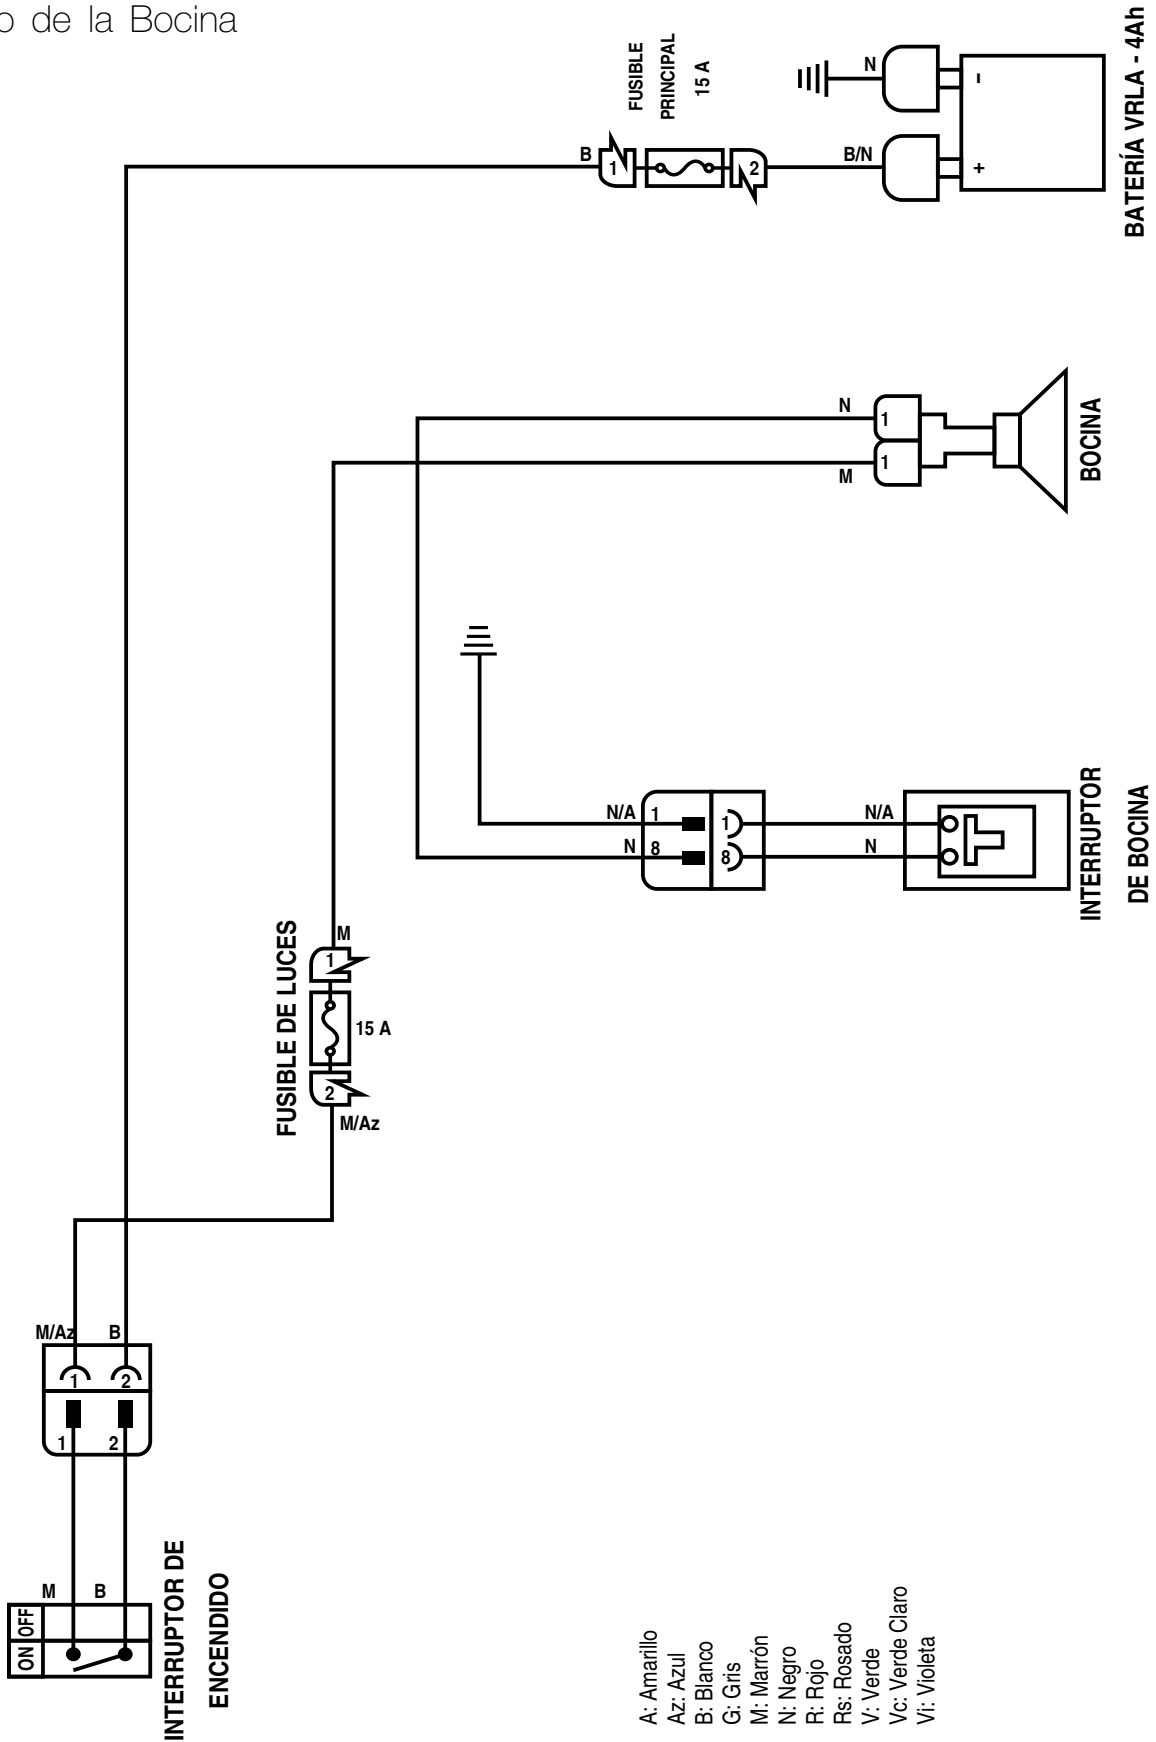 o de la Bocina
FUSIBLE
PRINCIPAL
15 A
N
-
B
1
2
B/N
+
BATERÍA VRLA - 4Ah
N
1
1
M
BOCINA
N/A
1
1
N/A
N
8
8
N
INTERRUPTOR
DE BOCINA
FUSIBLE DE LUCES
M
1
15 A
2
M/Az
M/Az
B
1
2
1
2
M
B
ON
OFF
INTERRUPTOR DE
ENCENDIDO
A: Amarillo
Az: Azul
B: Blanco
G: Gris
M: Marrón
N: Negro
R: Rojo
Rs: Rosado
V: Verde
Vc: Verde Claro
Vi: Violeta